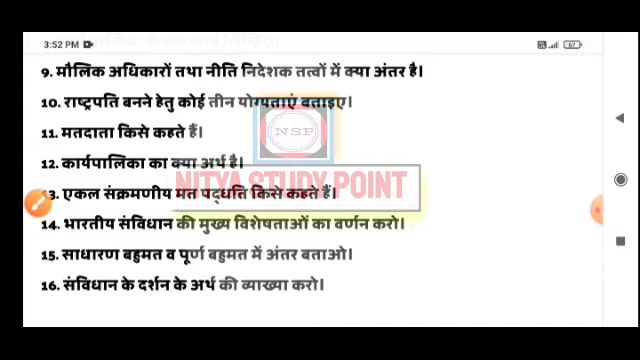 3:52 PM
67
9. मौलिक अधिकारों तथा नीति निदेशक तत्वों में क्या अंतर है।
10. राष्ट्रपति बनने हेतु कोई तीन योग्यताएं बताइए।
11. मतदाता किसे कहते हैं।
NSP
12. कार्यपालिका का क्या अर्थ है।
NITYA STUDY POINT
13. एकल संक्रमणीय मत पद्धति किसे कहते हैं।
14. भारतीय संविधान की मुख्य विशेषताओं का वर्णन करो।
15. साधारण बहुमत व पूर्ण बहुमत में अंतर बताओ।
16. संविधान के दर्शन के अर्थ की व्याख्या करो।